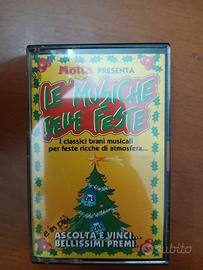 Motta PRESENTA
LE MUSICHE
DELLE FESTE
I classici brani musicali
per feste ricche di atmosfera...
e in più
ASCOLTA E VINCI...
BELLISSIMI PREMI...
subito